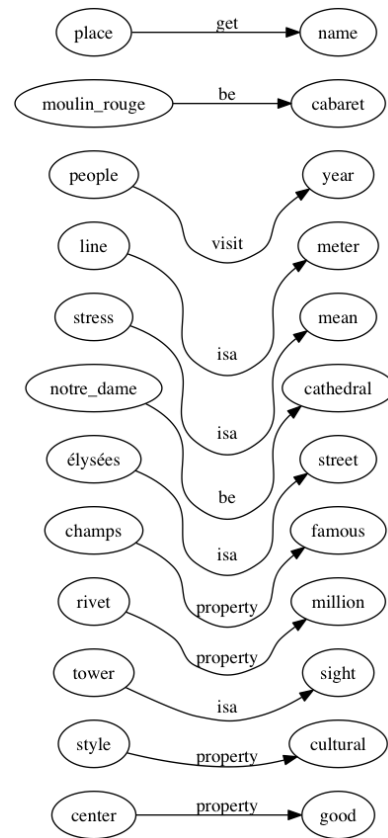 place get name
moulin_rouge be cabaret
people visit year
line isa meter
stress isa mean
notre_dame be cathedral
élysées isa street
champs property famous
rivet property million
tower isa sight
style property cultural
center property good